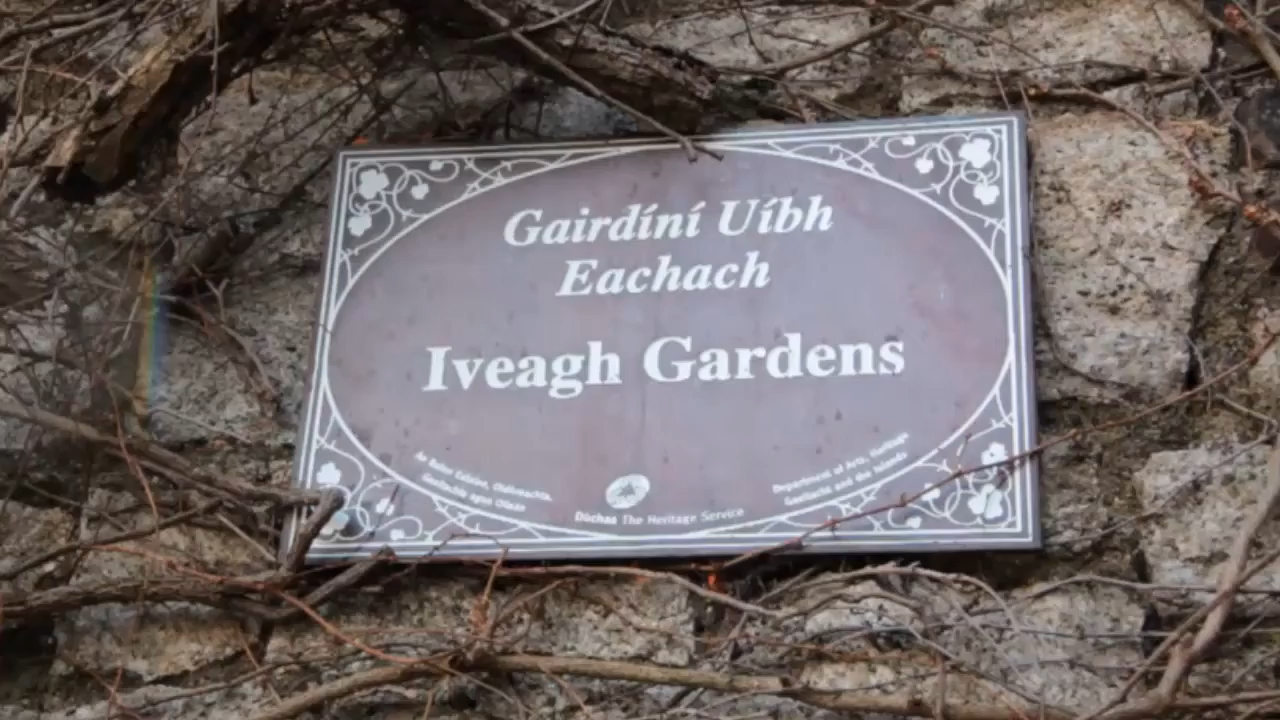 Gairdíní Uíbh
Eachach
Iveagh Gardens
An Roinn Ealaíon, Oidhreachta,
Gaeltachta agus Oileán
Dúchas The Heritage Service
Department of Arts, Heritage
Gaeltacht and the Islands